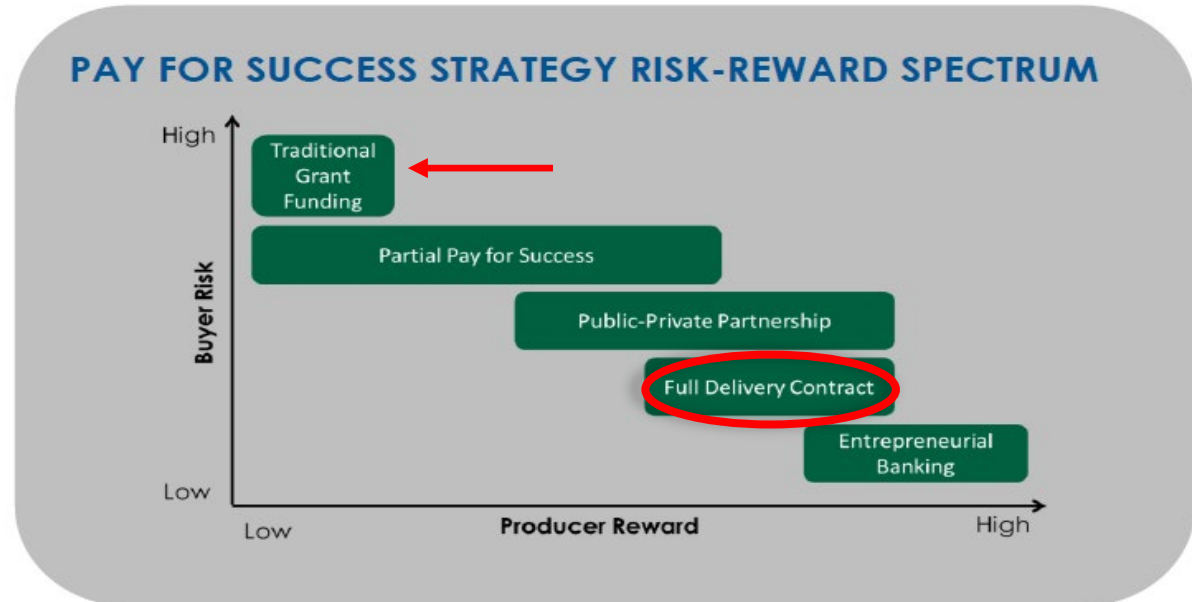 PAY FOR SUCCESS STRATEGY RISK-REWARD SPECTRUM
High
Traditional
Grant
Funding
Partial Pay for Success
Buyer Risk
Public-Private Partnership
Full Delivery Contract
Entrepreneurial
Banking
Low
Low
Producer Reward
High